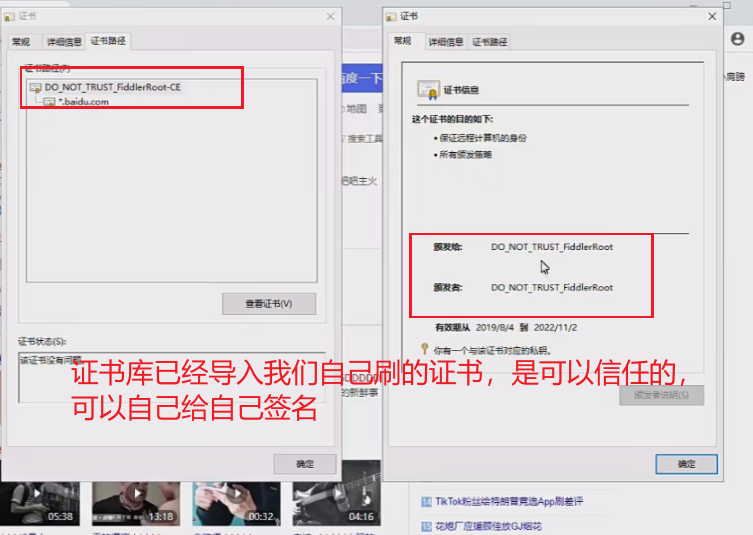 证书
证书
常规
详细信息
证书路径
常规
详细信息
证书路径
证书路径(P)
DO_NOT_TRUST_FiddlerRoot-CE
*.baidu.com
百度一下
地图
搜索工具
证书信息
这个证书的目的如下:
• 保证远程计算机的身份
• 所有颁发策略
颁发给: DO_NOT_TRUST_FiddlerRoot
颁发者: DO_NOT_TRUST_FiddlerRoot
查看证书(V)
有效期从 2019/8/4 到 2022/11/2
证书状态(S):
该证书没有问题。
你有一个与该证书对应的私钥。
证书库已经导入我们自己刷的证书，是可以信任的，
可以自己给自己签名
的新鲜事
颁发者说明(S)
确定
确定
05:38
13:18
00:32
04:16
14 TikTok粉丝给特朗普竞选App刷差评
15 花炮厂应援顾佳放GJ烟花